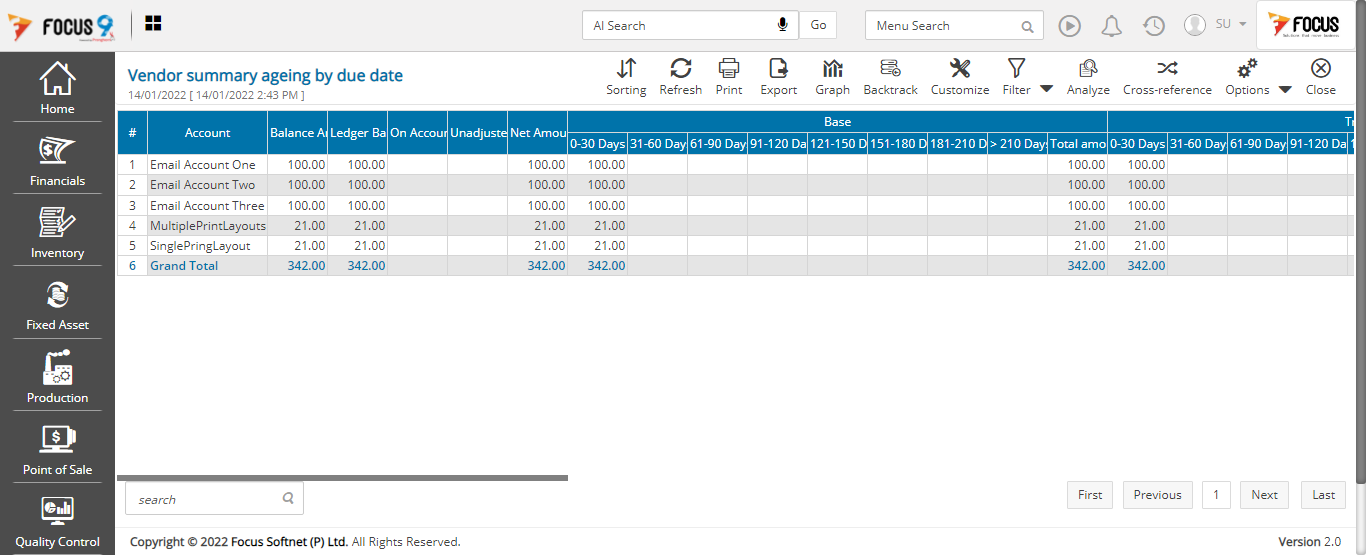 FOCUS 9
AI Search
Go
Menu Search
SU
FOCUS
Vendor summary ageing by due date
14/01/2022 [ 14/01/2022 2:43 PM ]
Sorting Refresh Print Export Graph Backtrack Customize Filter Analyze Cross-reference Options Close
Home
Financials
Inventory
Fixed Asset
Production
Point of Sale
Quality Control
# Account Balance Ledger Ba On Accoun Unadjuste Net Amou Base Tr
0-30 Days 31-60 Day 61-90 Day 91-120 Da 121-150 D 151-180 D 181-210 D > 210 Days Total amo 0-30 Days 31-60 Day 61-90 Day 91-120 Da
1 Email Account One 100.00 100.00 100.00 100.00 100.00 100.00
2 Email Account Two 100.00 100.00 100.00 100.00 100.00 100.00
3 Email Account Three 100.00 100.00 100.00 100.00 100.00 100.00
4 MultiplePrintLayouts 21.00 21.00 21.00 21.00 21.00 21.00
5 SinglePringLayout 21.00 21.00 21.00 21.00 21.00 21.00
6 Grand Total 342.00 342.00 342.00 342.00 342.00 342.00
search
First Previous 1 Next Last
Copyright © 2022 Focus Softnet (P) Ltd. All Rights Reserved.
Version 2.0